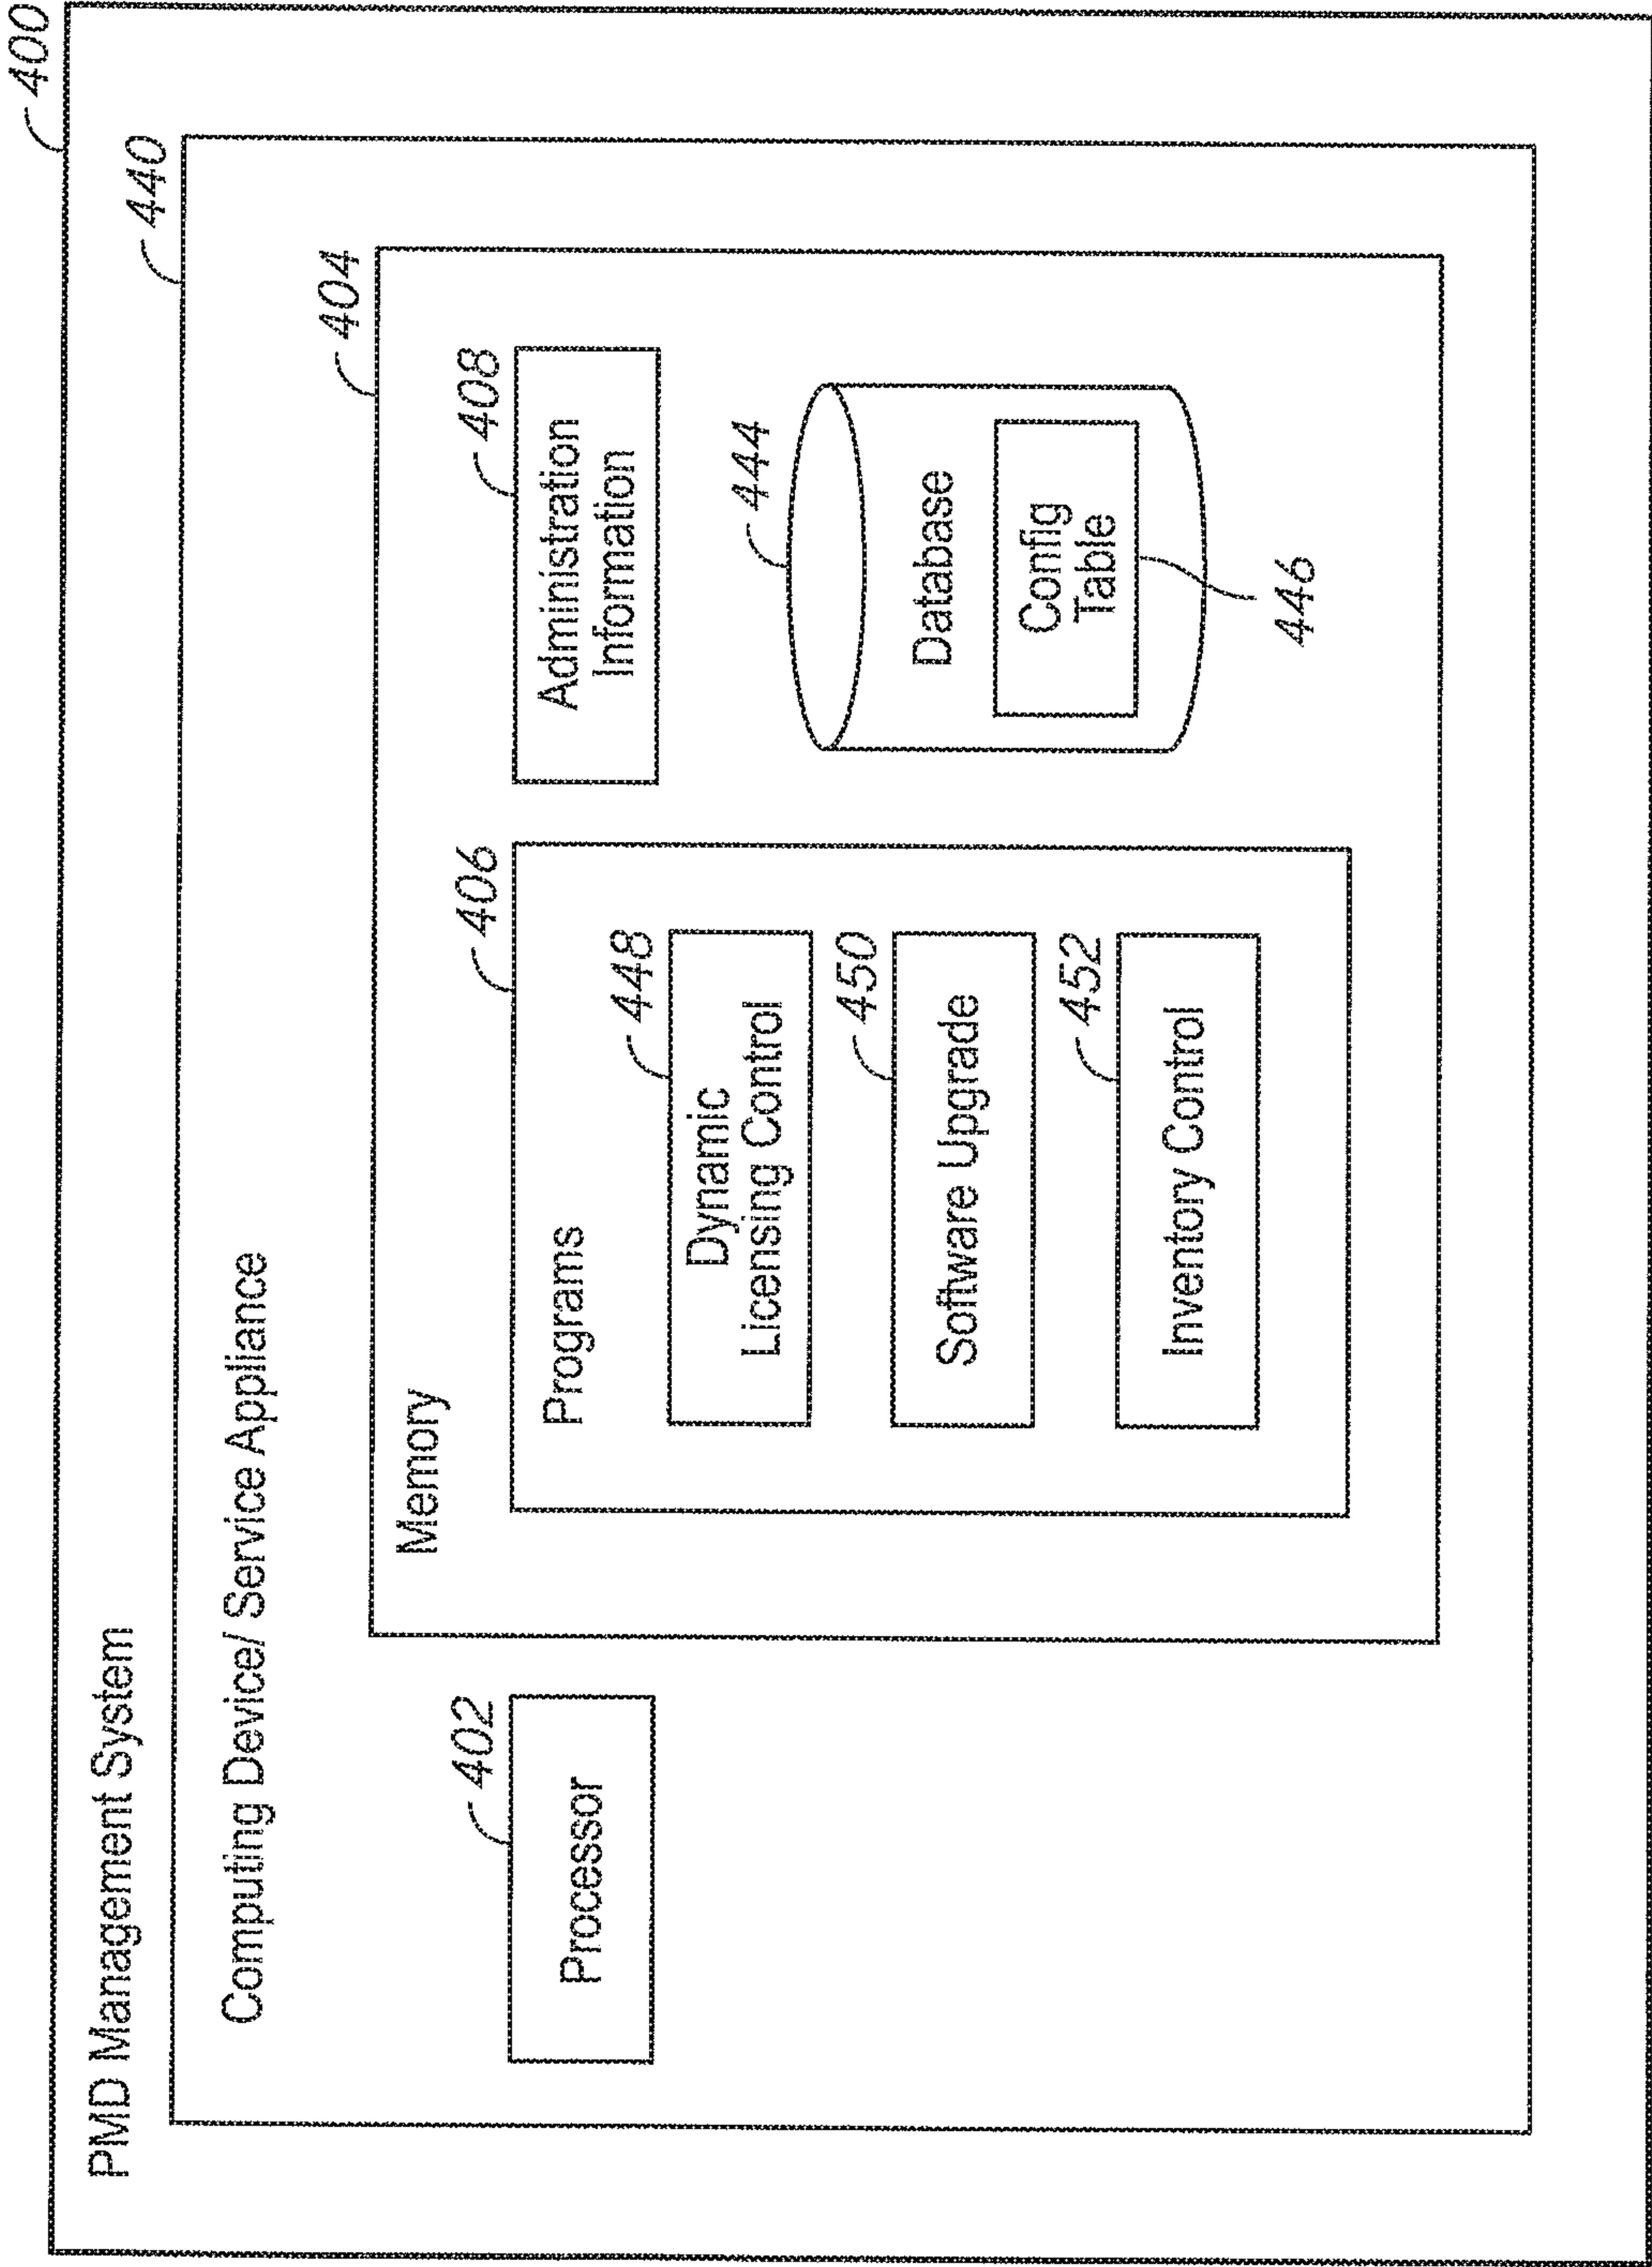 400
PMD Management System
440
Computing Device/ Service Appliance
404
Memory
402
Processor
406
Programs
448
Dynamic
Licensing Control
450
Software Upgrade
452
Inventory Control
408
Administration
Information
444
Database
Config
Table
446